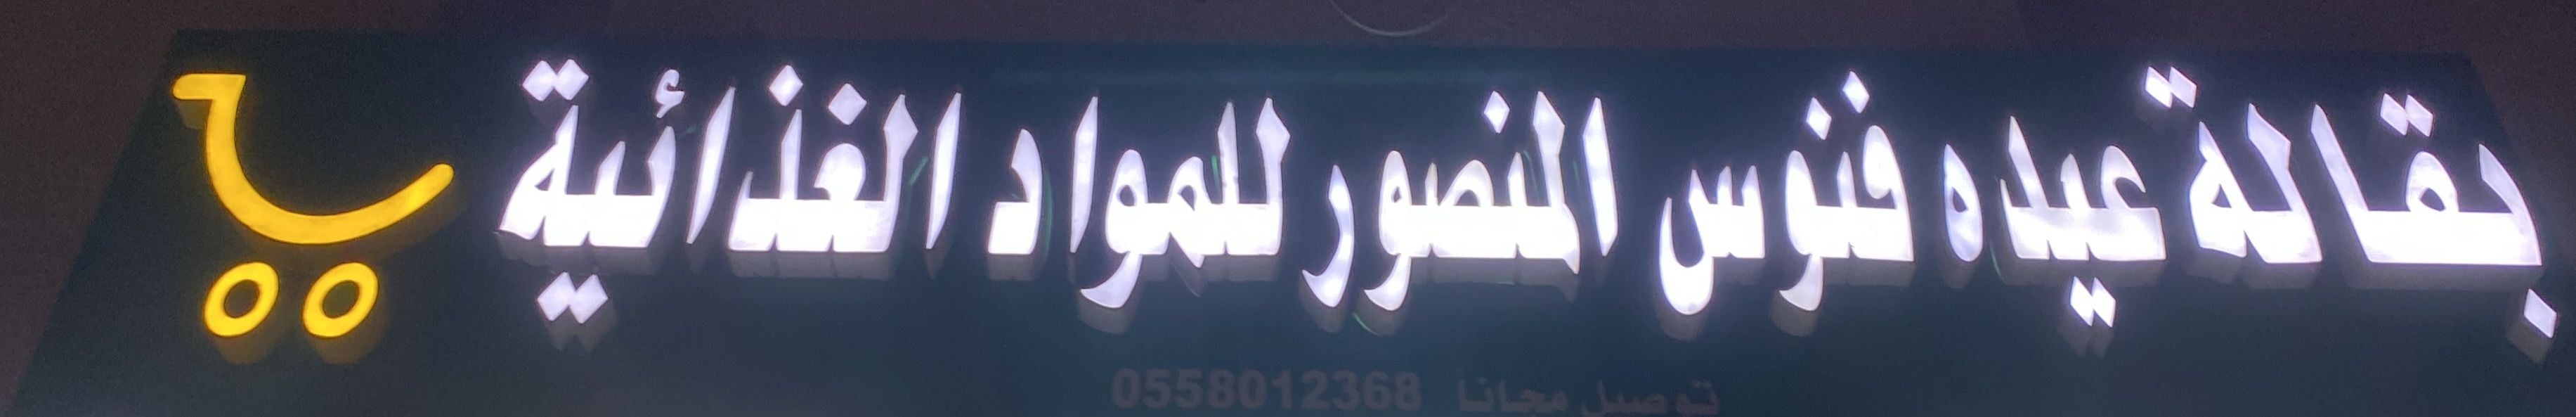 بقالة عيده فنوس المنصور للمواد الغذائية
توصيل مجانا 0558012368